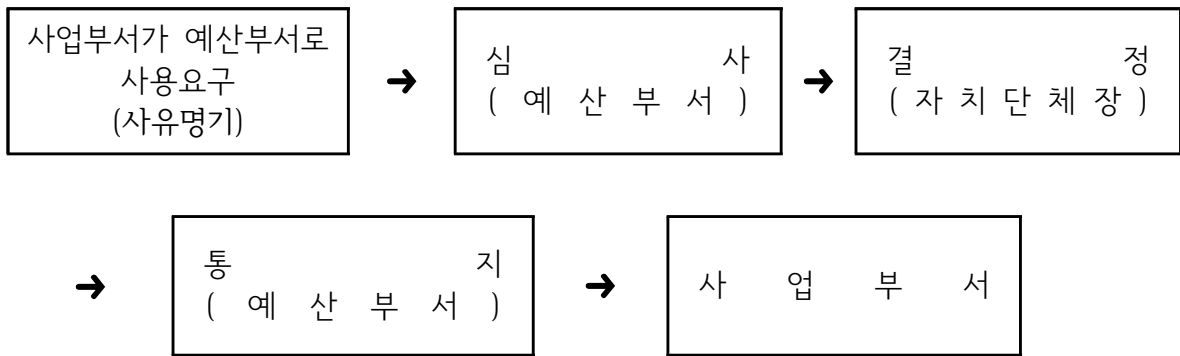 사업부서가 예산부서로
사용요구
(사유명기)
➜
심 사
( 예 산 부 서 )
➜
결 정
( 자 치 단 체 장 )
➜
통 지
( 예 산 부 서 )
➜
사 업 부 서